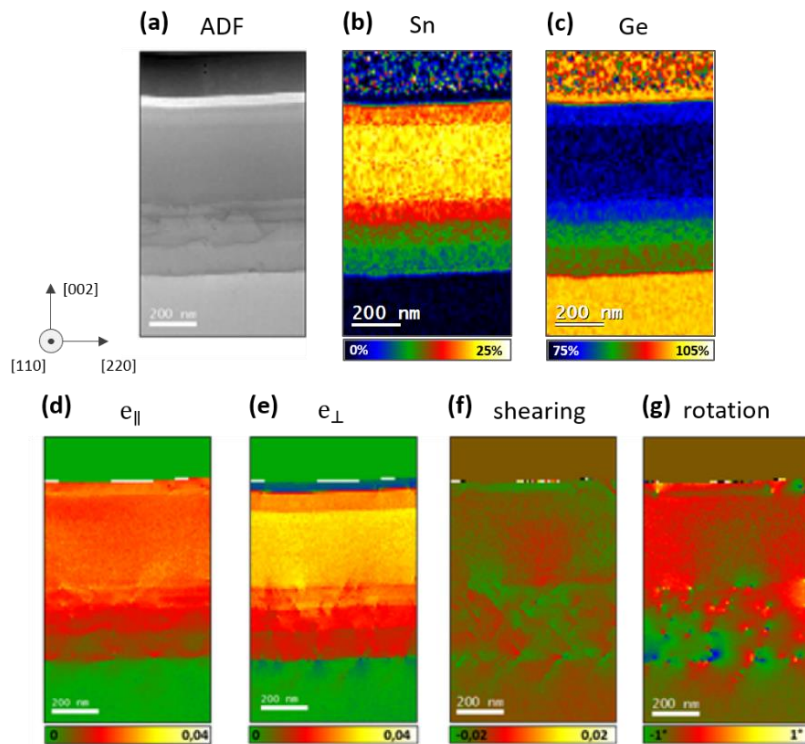 (a) ADF
(b) Sn
(c) Ge
[002]
[110]
[220]
200 nm
200 nm
200 nm
0% 25%
75% 105%
(d) e∥
(e) e⊥
(f) shearing
(g) rotation
200 nm
200 nm
200 nm
200 nm
0 0,04
0 0,04
-0,02 0,02
-1° 1°